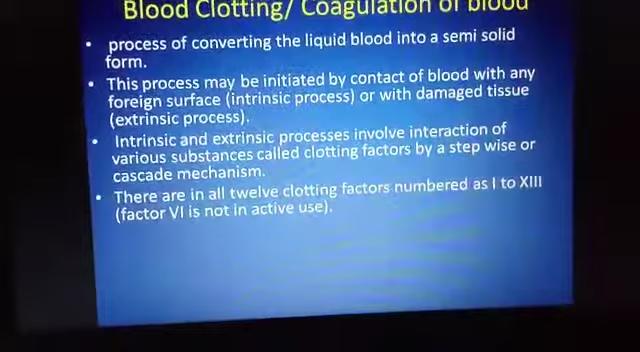 Blood Clotting/ Coagulation of blood
• process of converting the liquid blood into a semi solid
form.
• This process may be initiated by contact of blood with any
foreign surface (intrinsic process) or with damaged tissue
(extrinsic process).
• Intrinsic and extrinsic processes involve interaction of
various substances called clotting factors by a step wise or
cascade mechanism.
• There are in all twelve clotting factors numbered as I to XIII
(factor VI is not in active use).